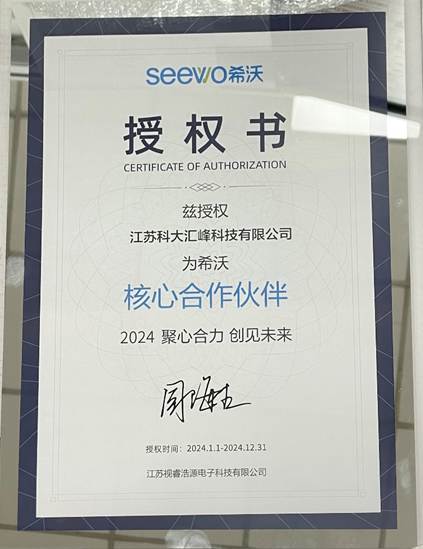 seewo希沃
授权书
CERTIFICATE OF AUTHORIZATION
兹授权
江苏科大汇峰科技有限公司
为希沃
核心合作伙伴
2024 聚心合力 创见未来
授权时间：2024.1.1-2024.12.31
江苏视睿浩源电子科技有限公司